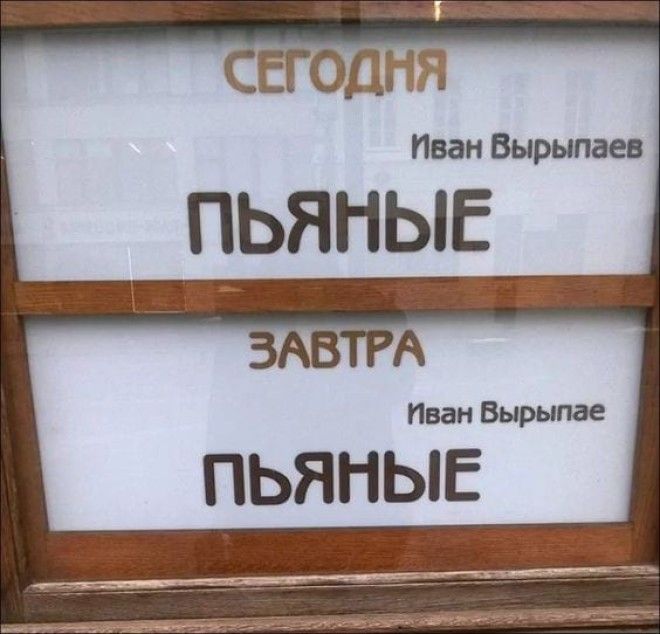 СЕГОДНЯ
Иван Вырыпаев
ПЬЯНЫЕ
ЗАВТРА
Иван Вырыпае
ПЬЯНЫЕ